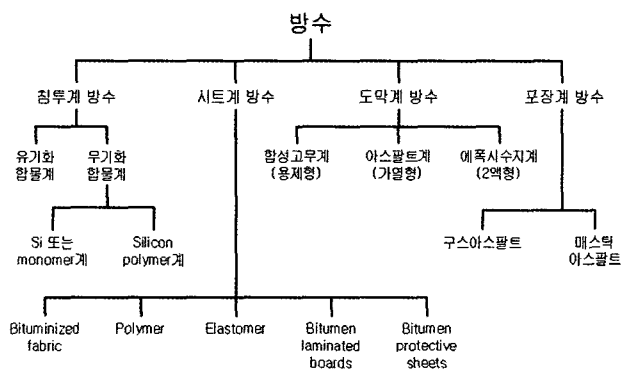 방수
침투계 방수
시트계 방수
도막계 방수
포장계 방수
유기화
합물계
무기화
합물계
합성고무계
(용제형)
아스팔트계
(가열형)
에폭시수지계
(2액형)
Si 또는
monomer계
Silicon
polymer계
구스아스팔트
매스틱
아스팔트
Bituminized
fabric
Polymer
Elastomer
Bitumen
laminated
boards
Bitumen
protective
sheets